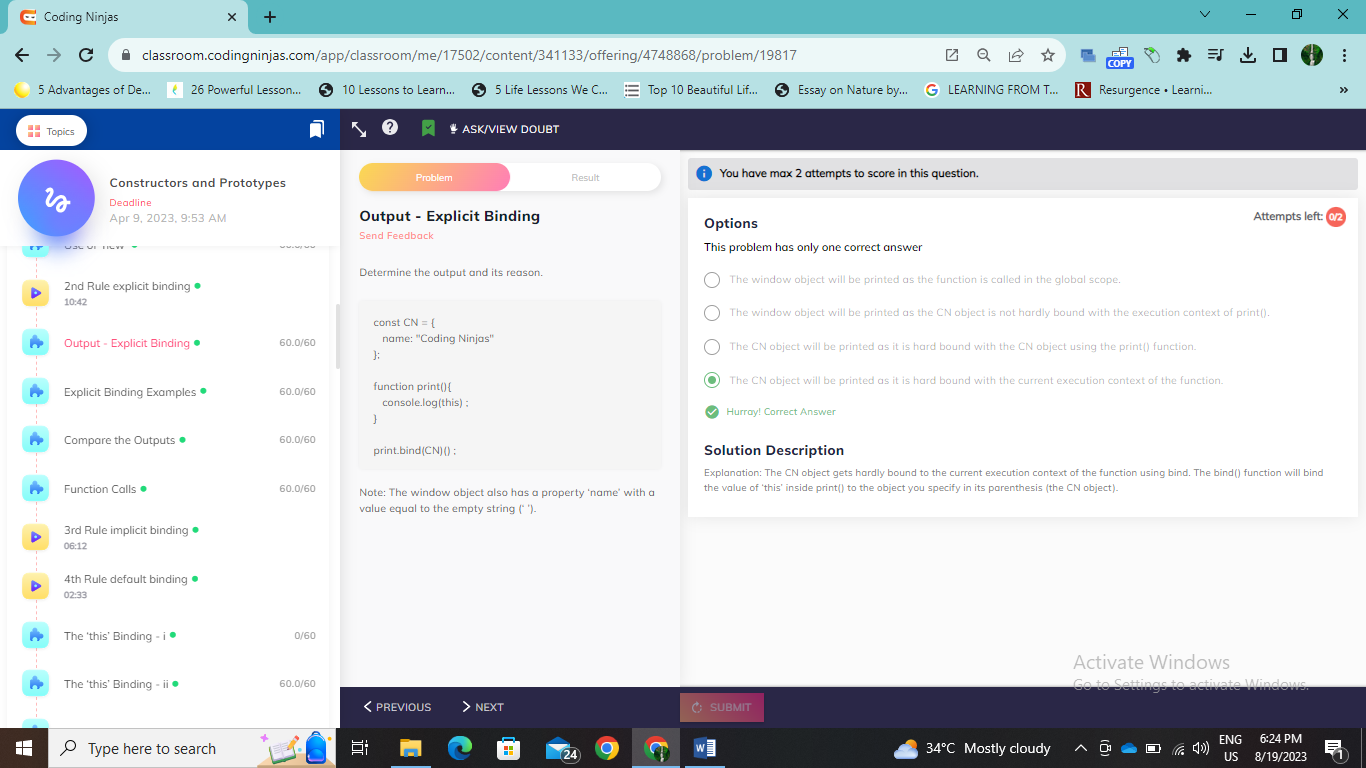 Coding Ninjas
classroom.codingninjas.com/app/classroom/me/17502/content/341133/offering/4748868/problem/19817
COPY
5 Advantages of De...
26 Powerful Lesson...
10 Lessons to Learn...
5 Life Lessons We C...
Top 10 Beautiful Lif...
Essay on Nature by...
LEARNING FROM T...
Resurgence • Learni...
»
Topics
ASK/VIEW DOUBT
Constructors and Prototypes
Deadline
Apr 9, 2023, 9:53 AM
Use of 'new'
60.0/60
2nd Rule explicit binding
10:42
Output - Explicit Binding
60.0/60
Explicit Binding Examples
60.0/60
Compare the Outputs
60.0/60
Function Calls
60.0/60
3rd Rule implicit binding
06:12
4th Rule default binding
02:33
The 'this' Binding - i
0/60
The 'this' Binding - ii
60.0/60
Problem
Result
Output - Explicit Binding
Send Feedback
Determine the output and its reason.
const CN = {
name: "Coding Ninjas"
};
function print(){
console.log(this) ;
}
print.bind(CN)() ;
Note: The window object also has a property ‘name’ with a
value equal to the empty string (‘ ’).
PREVIOUS
NEXT
You have max 2 attempts to score in this question.
Options
Attempts left: 0/2
This problem has only one correct answer
The window object will be printed as the function is called in the global scope.
The window object will be printed as the CN object is not hardly bound with the execution context of print().
The CN object will be printed as it is hard bound with the CN object using the print() function.
The CN object will be printed as it is hard bound with the current execution context of the function.
Hurray! Correct Answer
Solution Description
Explanation: The CN object gets hardly bound to the current execution context of the function using bind. The bind() function will bind
the value of ‘this’ inside print() to the object you specify in its parenthesis (the CN object).
Activate Windows
Go to Settings to activate Windows.
SUBMIT
Type here to search
24
34°C Mostly cloudy
ENG
US
6:24 PM
8/19/2023
1